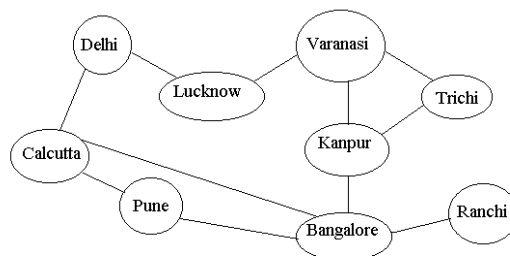 Delhi
Varanasi
Lucknow
Trichi
Calcutta
Kanpur
Pune
Bangalore
Ranchi